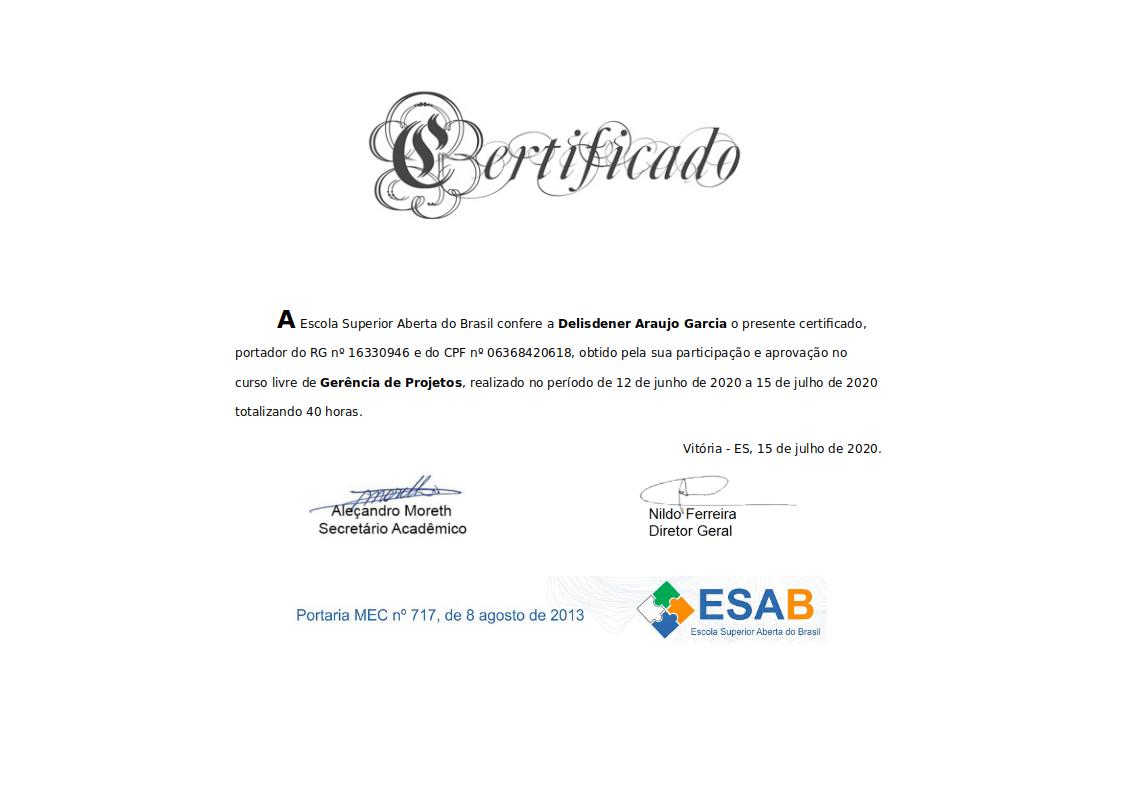 Certificado
A Escola Superior Aberta do Brasil confere a Delisdener Araujo Garcia o presente certificado,
portador do RG nº 16330946 e do CPF nº 06368420618, obtido pela sua participação e aprovação no
curso livre de Gerência de Projetos, realizado no período de 12 de junho de 2020 a 15 de julho de 2020
totalizando 40 horas.
Vitória - ES, 15 de julho de 2020.
Aleçandro Moreth
Secretário Acadêmico
Nildo Ferreira
Diretor Geral
Portaria MEC nº 717, de 8 agosto de 2013
ESAB
Escola Superior Aberta do Brasil